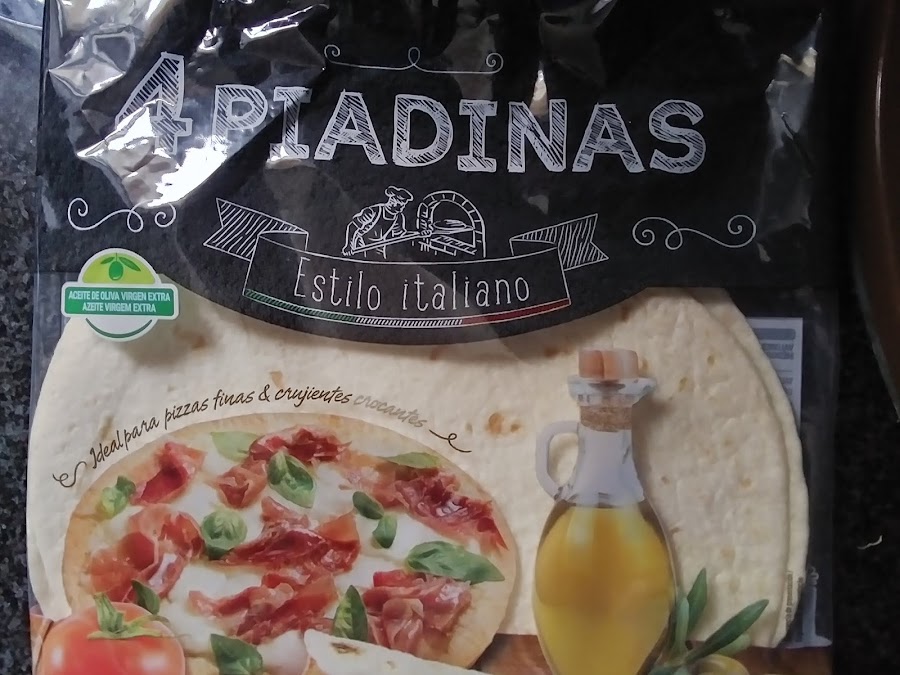 4 PIADINAS
Estilo italiano
ACEITE DE OLIVA VIRGEN EXTRA
AZEITE VIRGEM EXTRA
Ideal para pizzas finas & crujientes crocantes